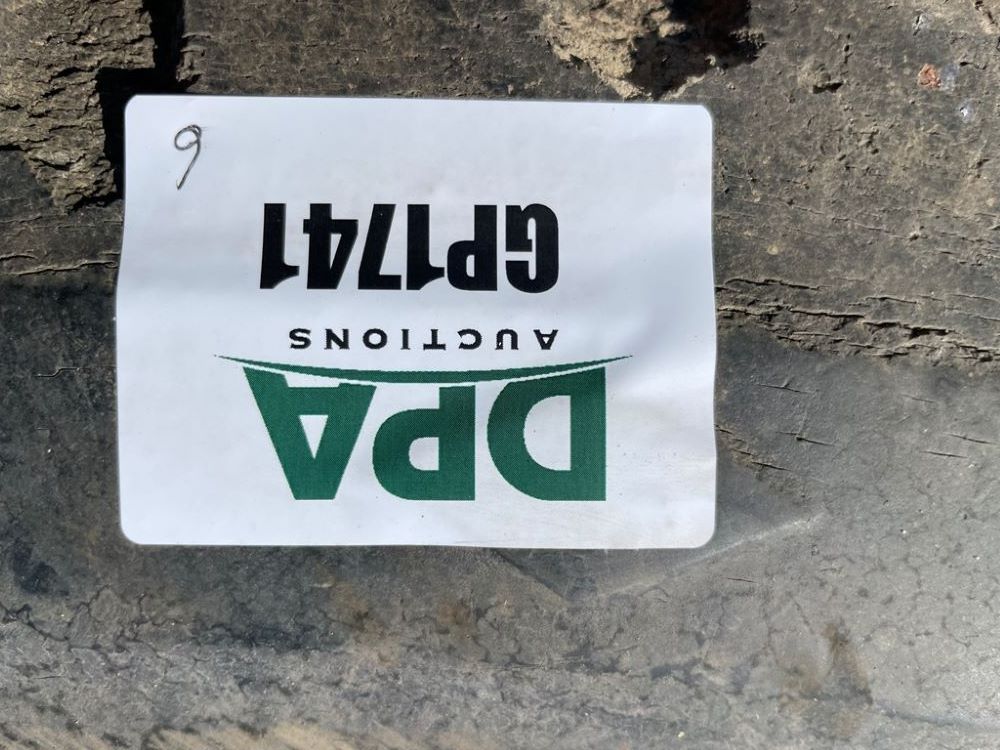 DPA
AUCTIONS
GP1741
6